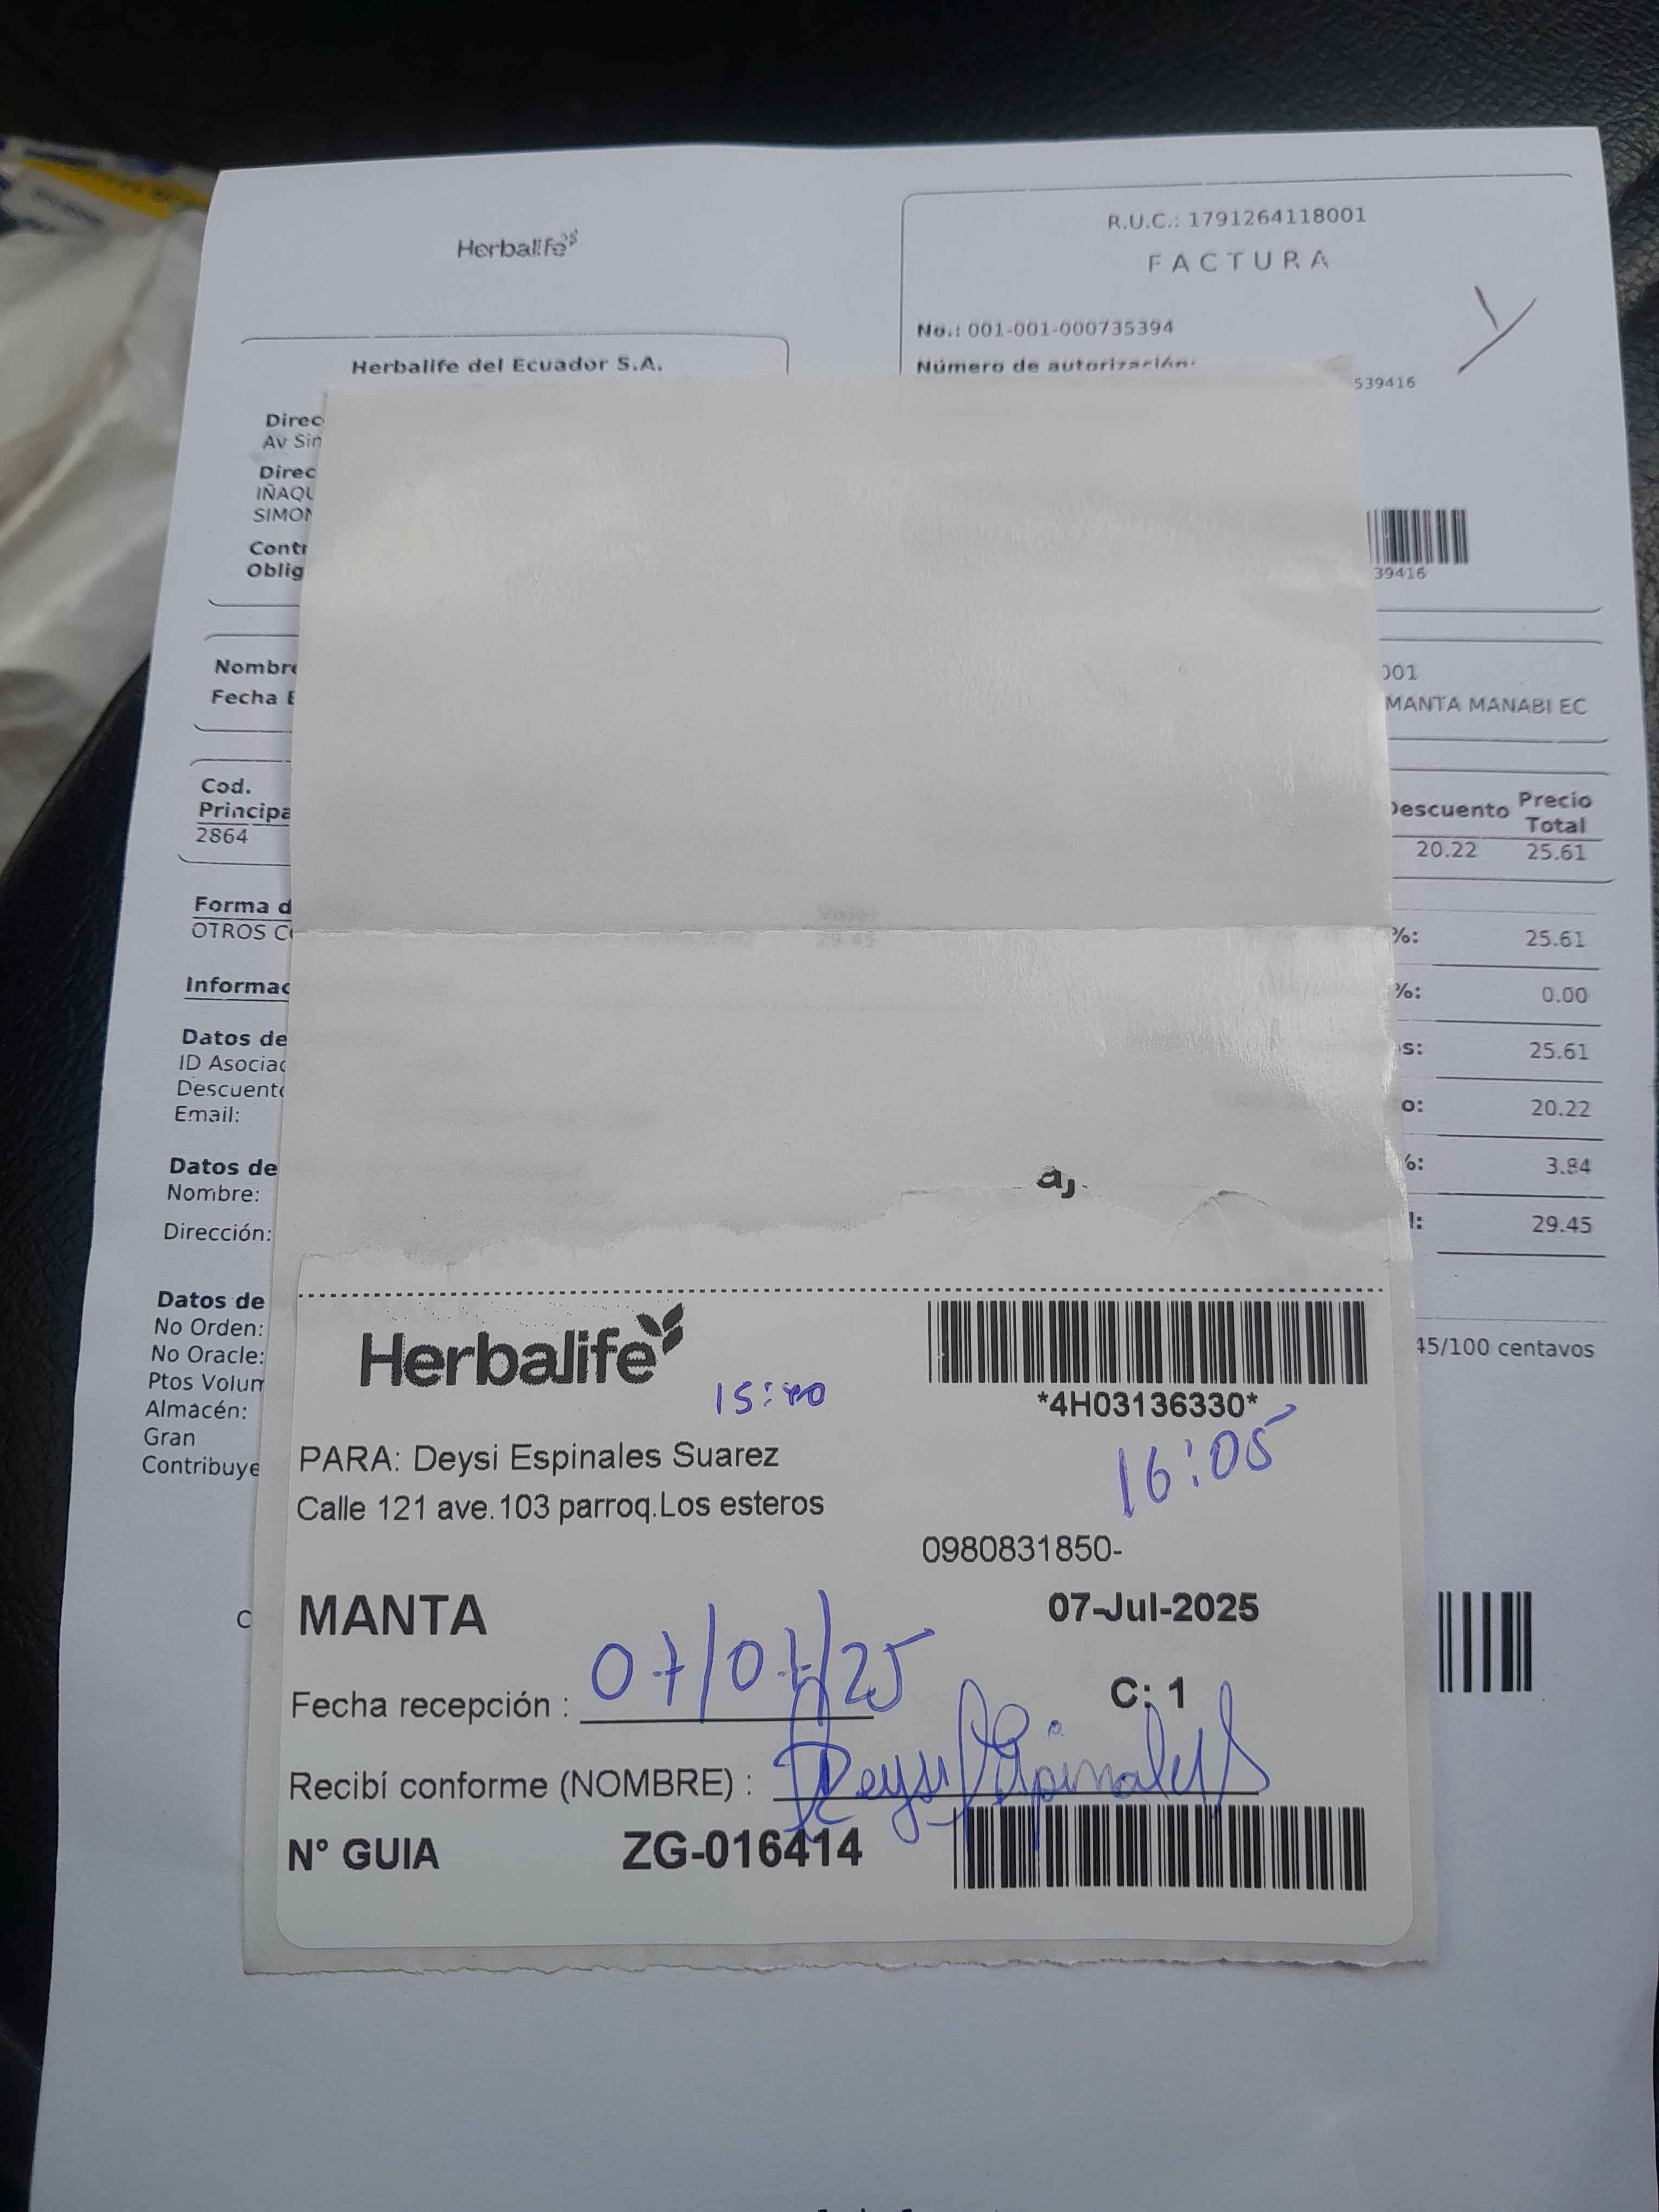 Herbalife
R.U.C.: 1791264118001
FACTURA
No.: 001-001-000735394
Herbalife del Ecuador S.A.
Número de autorización:
539416
Direc
Av Sin
Direc
IÑAQU
SIMON
Contr
Oblig
39416
Nombre
001
Fecha E
MANTA MANABI EC
Cod.
Principa
Descuento
Precio
Total
2864
20.22
25.61
Forma d
OTROS C
Valor
29.45
%: 25.61
Informac
%: 0.00
Datos de
s: 25.61
ID Asociac
Descuento
o: 20.22
Email:
Datos de
%: 3.84
Nombre:
Dirección:
l: 29.45
a,
Datos de
No Orden:
No Oracle:
45/100 centavos
Ptos Volum
Almacén:
Gran
Contribuye
C
Herbalife
15:40
*4H03136330*
16:05
PARA: Deysi Espinales Suarez
Calle 121 ave.103 parroq.Los esteros
0980831850-
MANTA
07-Jul-2025
Fecha recepción : 07/07/25
C: 1
Recibí conforme (NOMBRE) : Deysi Espinales S
N° GUIA ZG-016414